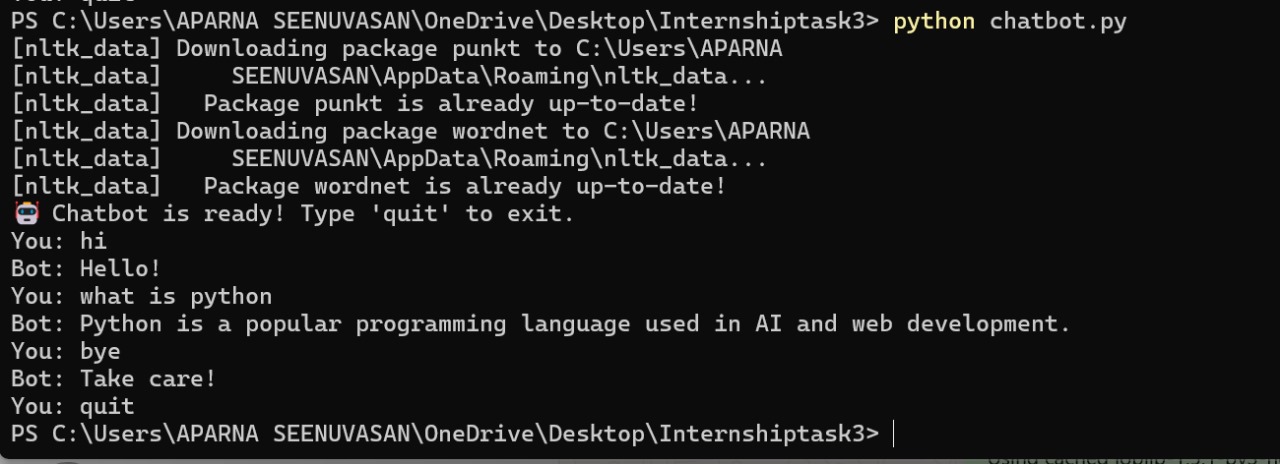 PS C:\Users\APARNA SEENUVASAN\OneDrive\Desktop\Internshiptask3> python chatbot.py
[nltk_data] Downloading package punkt to C:\Users\APARNA
[nltk_data]     SEENUVASAN\AppData\Roaming\nltk_data...
[nltk_data]   Package punkt is already up-to-date!
[nltk_data] Downloading package wordnet to C:\Users\APARNA
[nltk_data]     SEENUVASAN\AppData\Roaming\nltk_data...
[nltk_data]   Package wordnet is already up-to-date!
🤖 Chatbot is ready! Type 'quit' to exit.
You: hi
Bot: Hello!
You: what is python
Bot: Python is a popular programming language used in AI and web development.
You: bye
Bot: Take care!
You: quit
PS C:\Users\APARNA SEENUVASAN\OneDrive\Desktop\Internshiptask3>